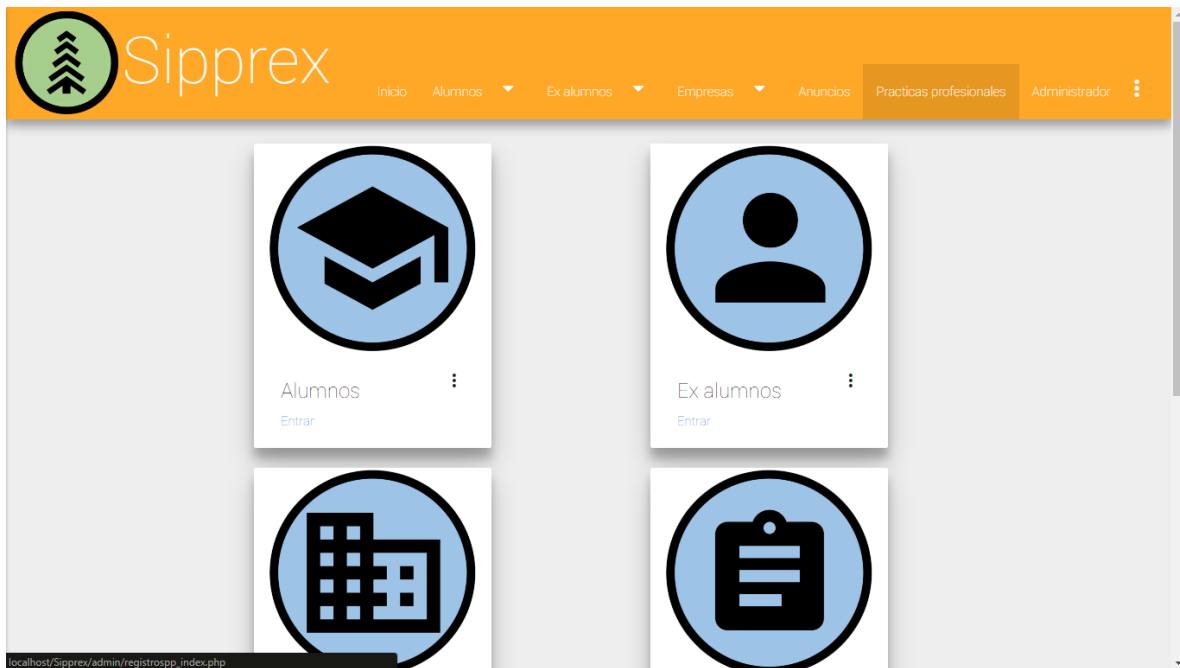 Sipprex
Inicio Alumnos Ex alumnos Empresas Anuncios Practicas profesionales Administrador
Alumnos
Entrar
Ex alumnos
Entrar
localhost/Sipprex/admin/registrospp_index.php